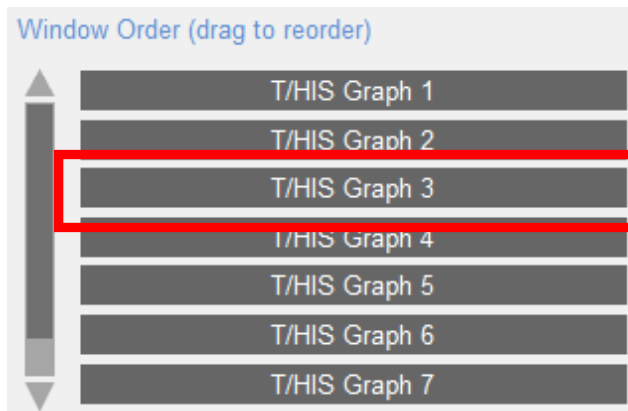 Window Order (drag to reorder)
T/HIS Graph 1
T/HIS Graph 2
T/HIS Graph 3
T/HIS Graph 4
T/HIS Graph 5
T/HIS Graph 6
T/HIS Graph 7